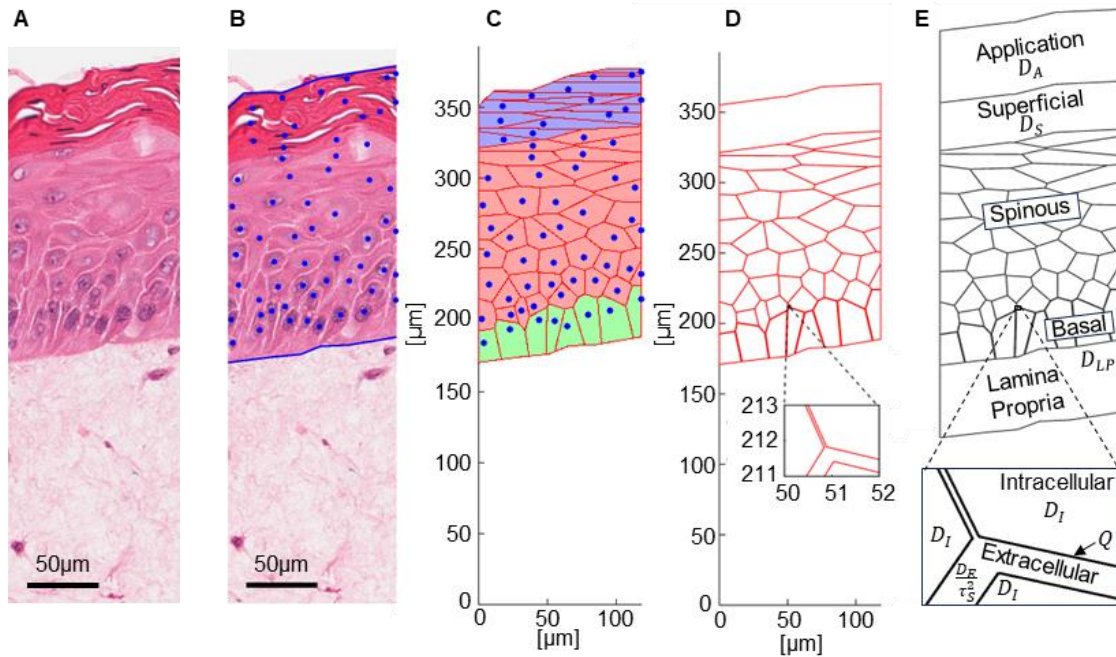 A
B
C
D
E
50μm
50μm
350
300
250
200
150
100
50
0
[μm]
0
50
100
[μm]
350
300
250
200
150
100
50
0
[μm]
0
50
100
[μm]
213
212
211
50
51
52
Application
D_A
Superficial
D_S
Spinous
Basal
D_LP
Lamina
Propria
Intracellular
D_I
D_I
Q
Extracellular
D_E/τ_S^2
D_I